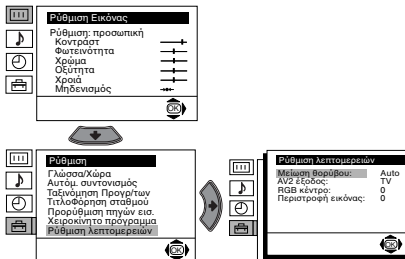 Ρύθμιση Εικόνας
Ρύθμιση: προσωπική
Κοντράστ
Φωτεινότητα
Χρώμα
Οξύτητα
Χροιά
Μηδενισμός
OK
Ρύθμιση
Γλώσσα/Χώρα
Αυτόμ. συντονισμός
Ταξινόμηση Προγρ/των
ΤιτλοΦόρηση σταθμού
Προρύθμιση πηγών εισ.
Χειροκίνητο πρόγραμμα
Ρύθμιση λεπτομερειών
OK
Ρύθμιση λεπτομερειών
Μείωση θορύβου: Auto
AV2 έξοδος: TV
RGB κέντρο: 0
Περιστροφή εικόνας: 0
OK